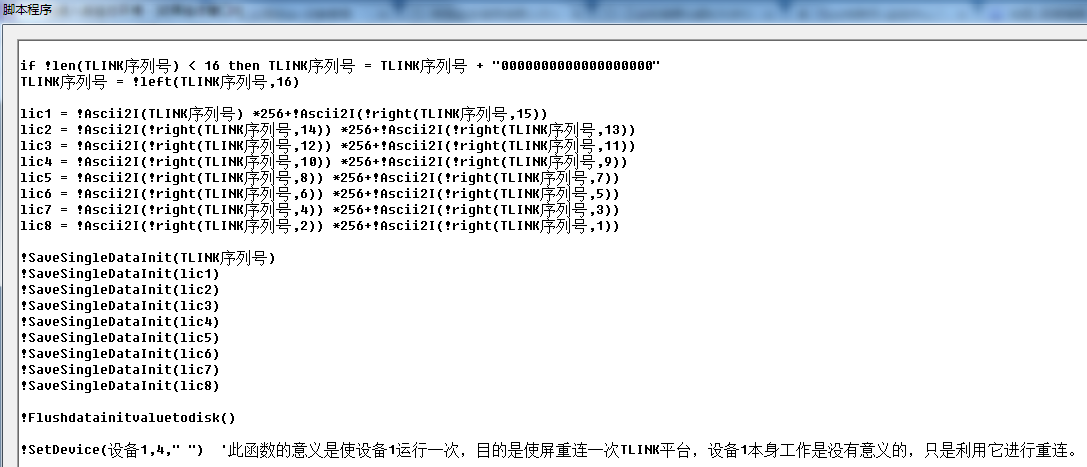 脚本程序
if !len(TLINK序列号) < 16 then TLINK序列号 = TLINK序列号 + "0000000000000000000"
TLINK序列号 = !left(TLINK序列号,16)
lic1 = !Ascii2I(TLINK序列号) *256+!Ascii2I(!right(TLINK序列号,15))
lic2 = !Ascii2I(!right(TLINK序列号,14)) *256+!Ascii2I(!right(TLINK序列号,13))
lic3 = !Ascii2I(!right(TLINK序列号,12)) *256+!Ascii2I(!right(TLINK序列号,11))
lic4 = !Ascii2I(!right(TLINK序列号,10)) *256+!Ascii2I(!right(TLINK序列号,9))
lic5 = !Ascii2I(!right(TLINK序列号,8)) *256+!Ascii2I(!right(TLINK序列号,7))
lic6 = !Ascii2I(!right(TLINK序列号,6)) *256+!Ascii2I(!right(TLINK序列号,5))
lic7 = !Ascii2I(!right(TLINK序列号,4)) *256+!Ascii2I(!right(TLINK序列号,3))
lic8 = !Ascii2I(!right(TLINK序列号,2)) *256+!Ascii2I(!right(TLINK序列号,1))
!SaveSingleDataInit(TLINK序列号)
!SaveSingleDataInit(lic1)
!SaveSingleDataInit(lic2)
!SaveSingleDataInit(lic3)
!SaveSingleDataInit(lic4)
!SaveSingleDataInit(lic5)
!SaveSingleDataInit(lic6)
!SaveSingleDataInit(lic7)
!SaveSingleDataInit(lic8)
!Flushdatainitvaluetodisk()
!SetDevice(设备1,4," ") '此函数的意义是使设备1运行一次，目的是使屏重连一次TLINK平台，设备1本身工作是没有意义的，只是利用它进行重连。